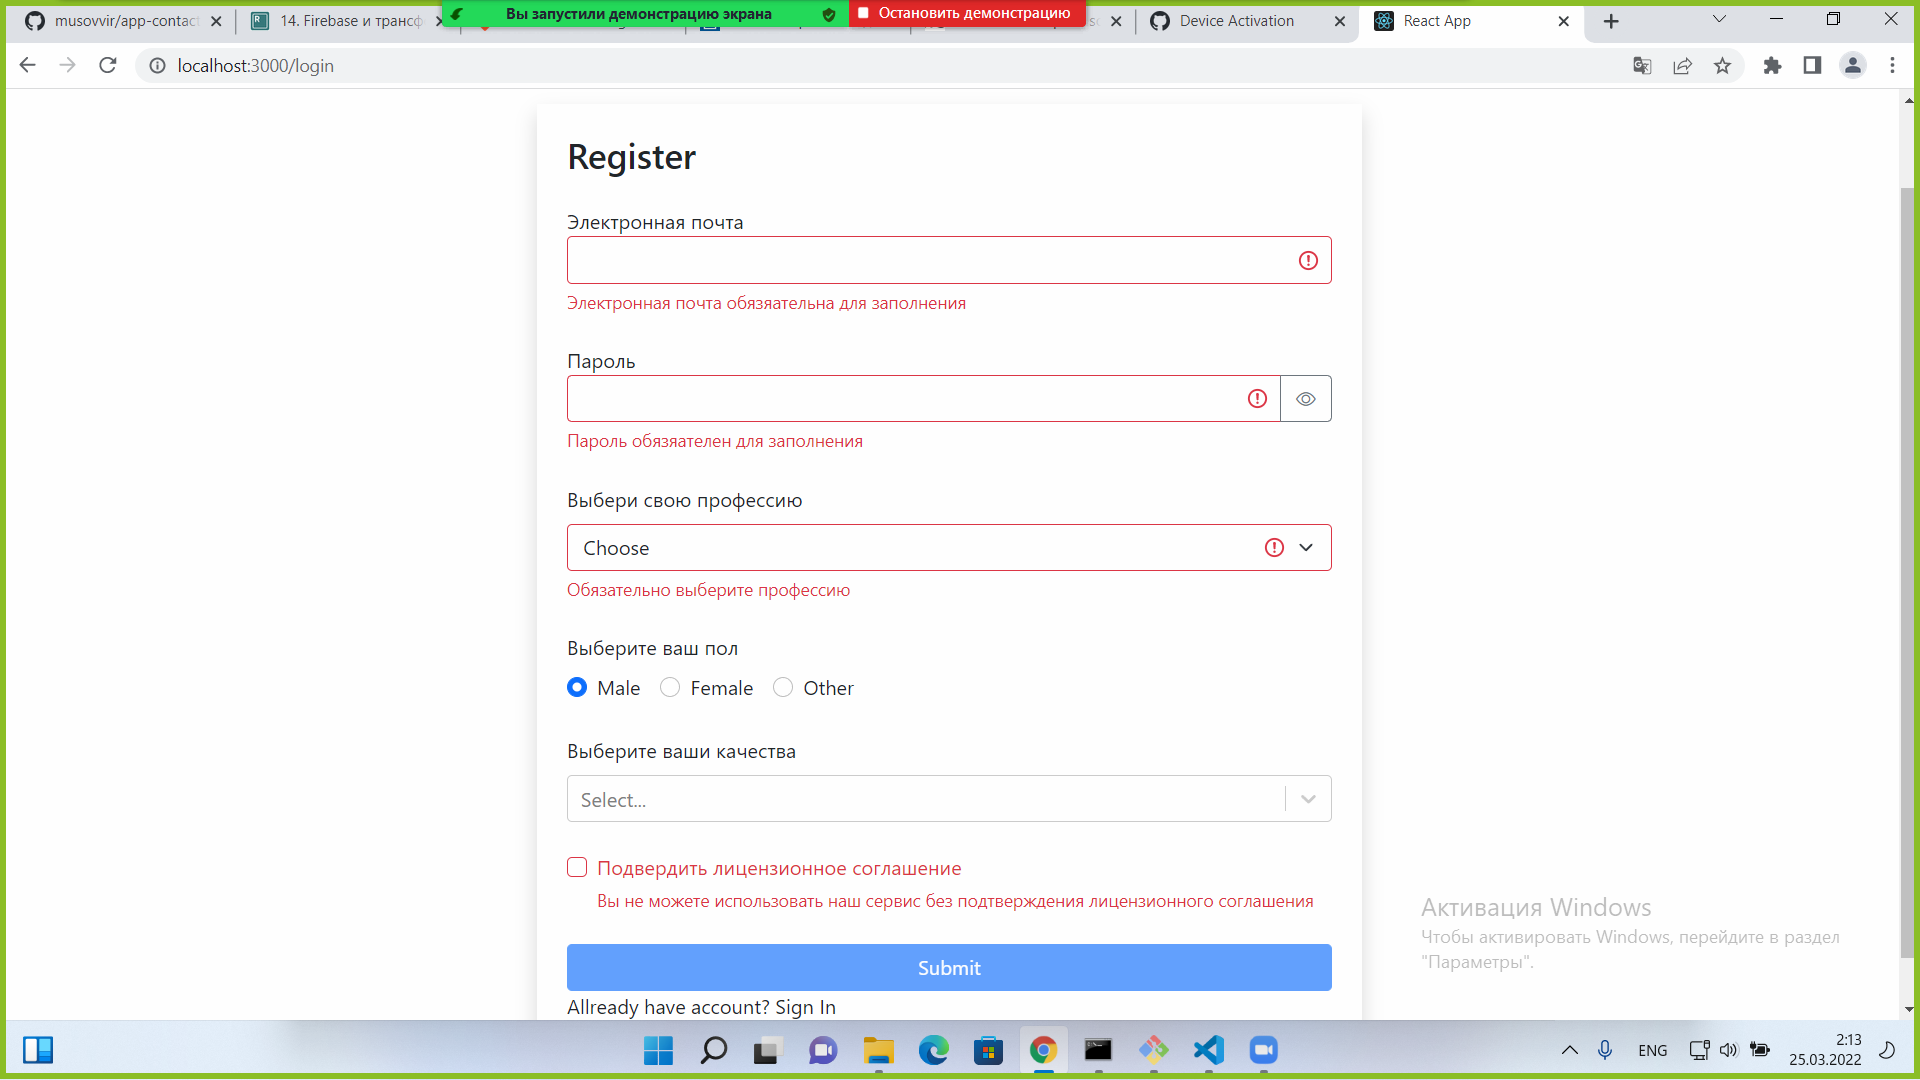 Вы запустили демонстрацию экрана
Остановить демонстрацию
musovvir/app-contact
14. Firebase и трансф
Device Activation
React App
localhost:3000/login
Register
Электронная почта
Электронная почта обязяательна для заполнения
Пароль
Пароль обязяателен для заполнения
Выбери свою профессию
Choose
Обязательно выберите профессию
Выберите ваш пол
Male Female Other
Выберите ваши качества
Select...
Подвердить лицензионное соглашение
Вы не можете использовать наш сервис без подтверждения лицензионного соглашения
Submit
Allready have account? Sign In
Активация Windows
Чтобы активировать Windows, перейдите в раздел
"Параметры".
ENG
2:13
25.03.2022